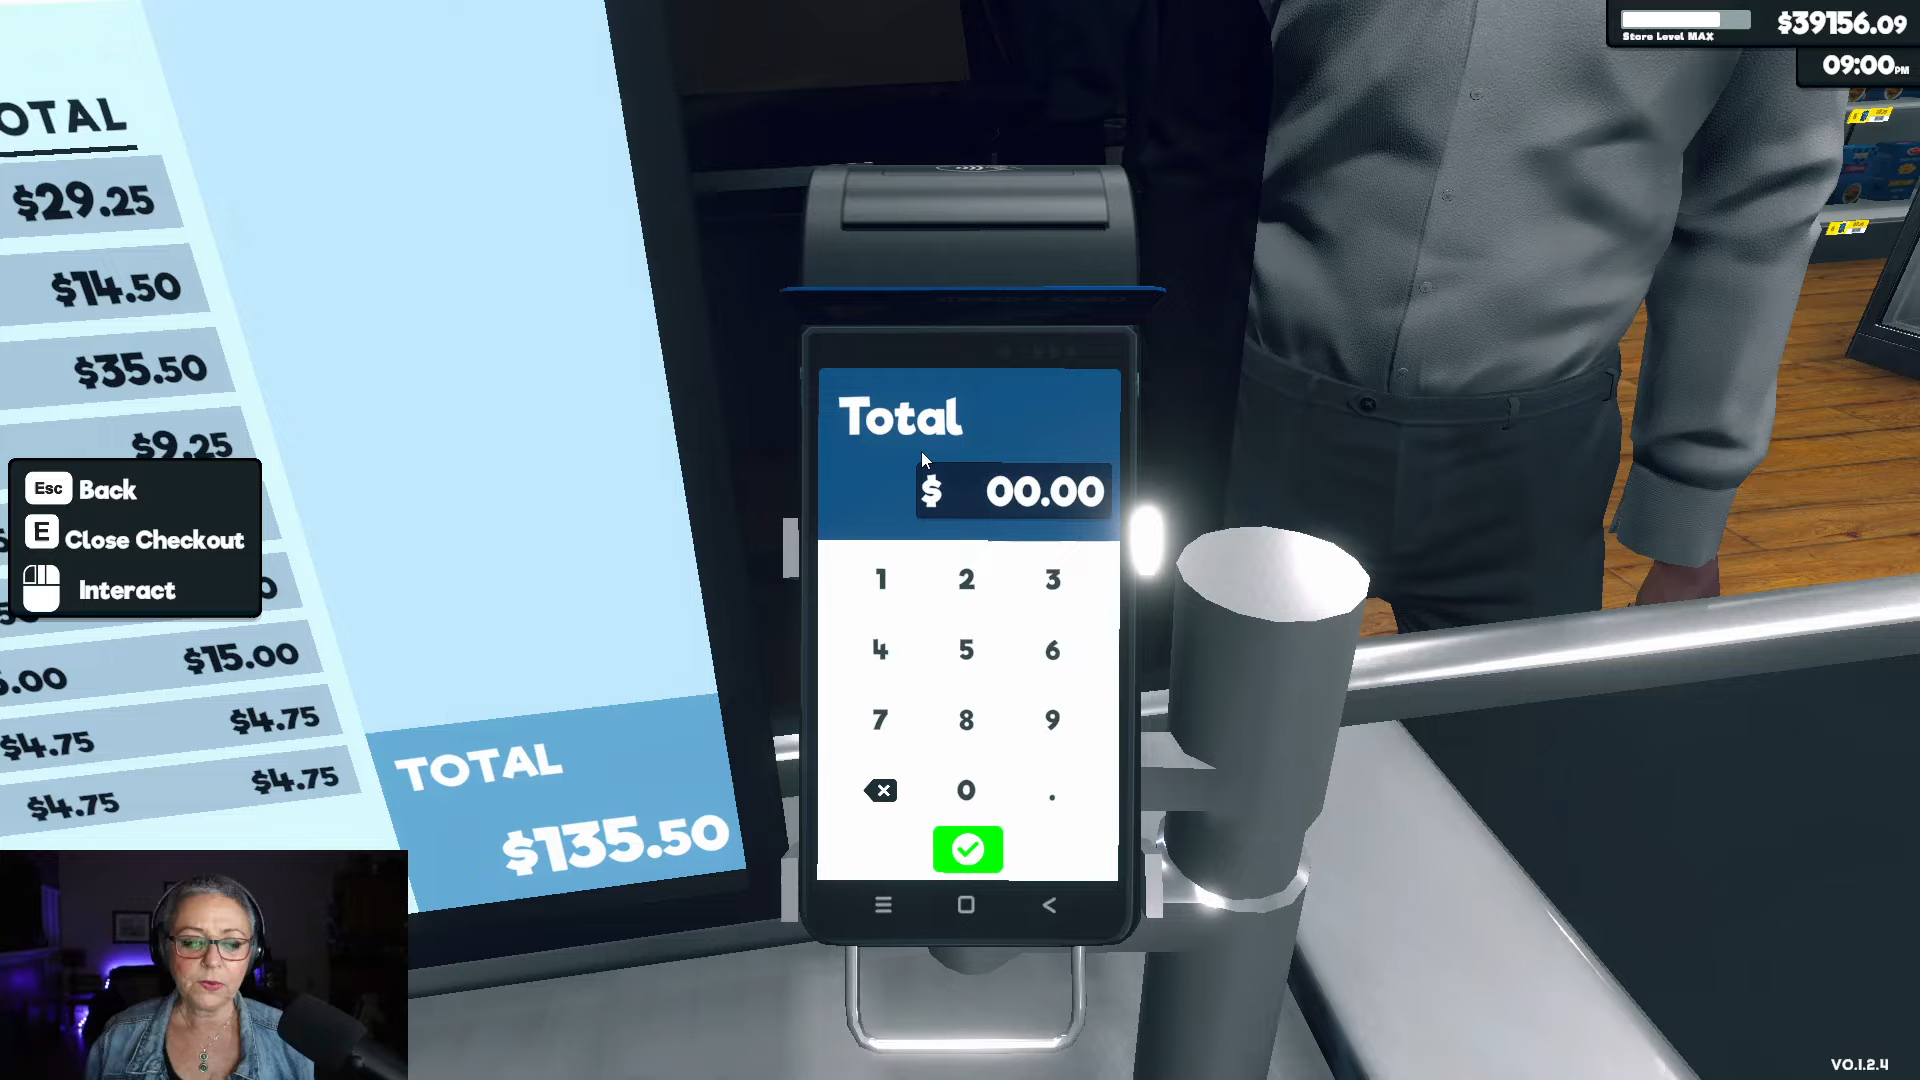 $39156.09
Store Level MAX
09:00PM
OTAL
$29.25
$14.50
$35.50
$9.25
Esc Back
E Close Checkout
Interact
5.00 $15.00
$4.75 $4.75
$4.75 $4.75
TOTAL
$135.50
Total
$ 00.00
1 2 3
4 5 6
7 8 9
0 .
V0.1.2.4